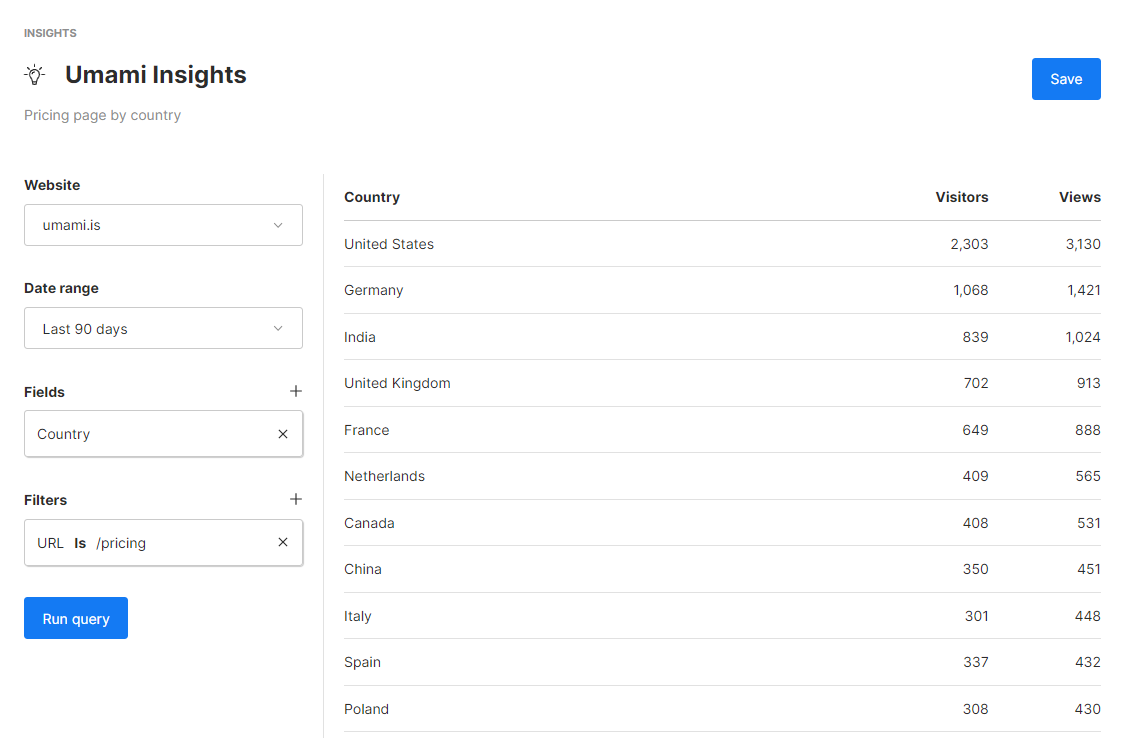 INSIGHTS
Umami Insights
Save
Pricing page by country
Website
umami.is
Date range
Last 90 days
Fields
Country
Filters
URL Is /pricing
Run query
Country Visitors Views
United States 2,303 3,130
Germany 1,068 1,421
India 839 1,024
United Kingdom 702 913
France 649 888
Netherlands 409 565
Canada 408 531
China 350 451
Italy 301 448
Spain 337 432
Poland 308 430